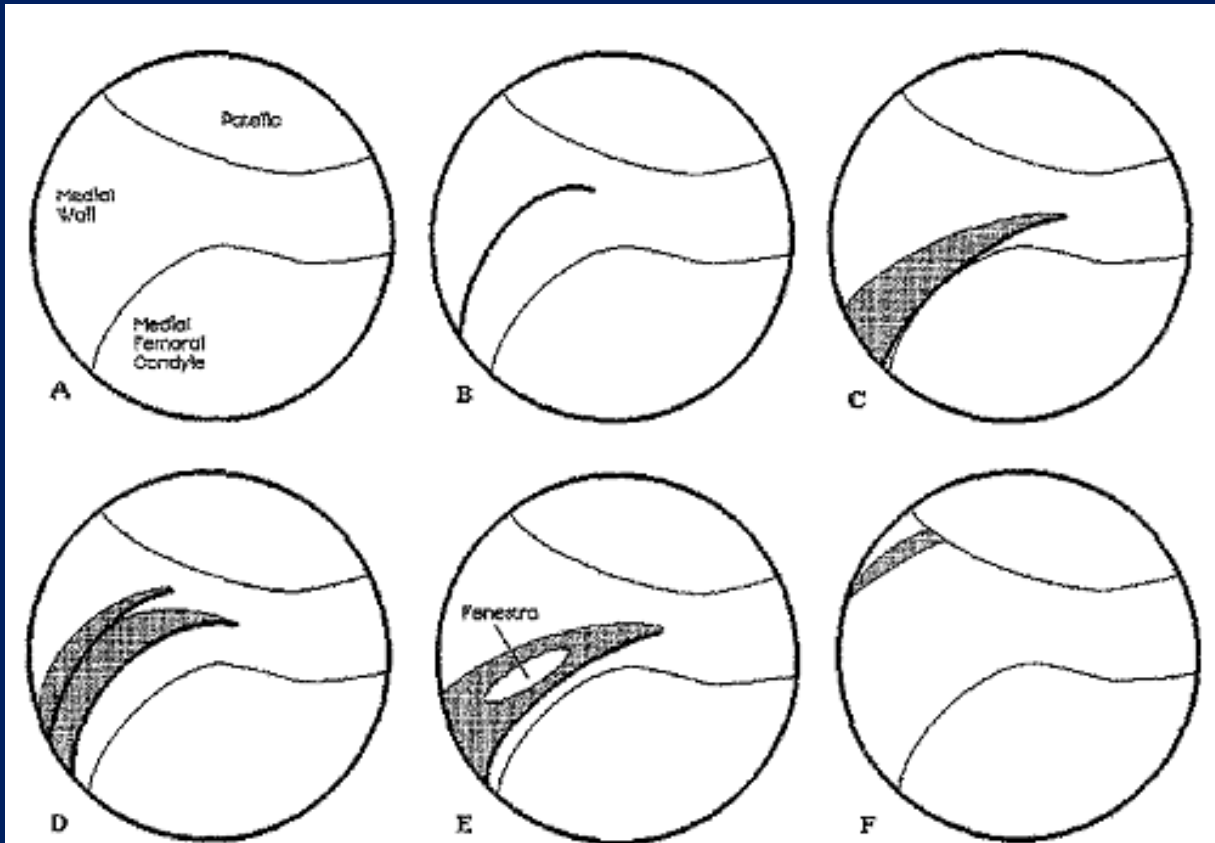 Patella
Medial
Wall
Medial
Femoral
Condyle
A
B
C
Fenestra
D
E
F